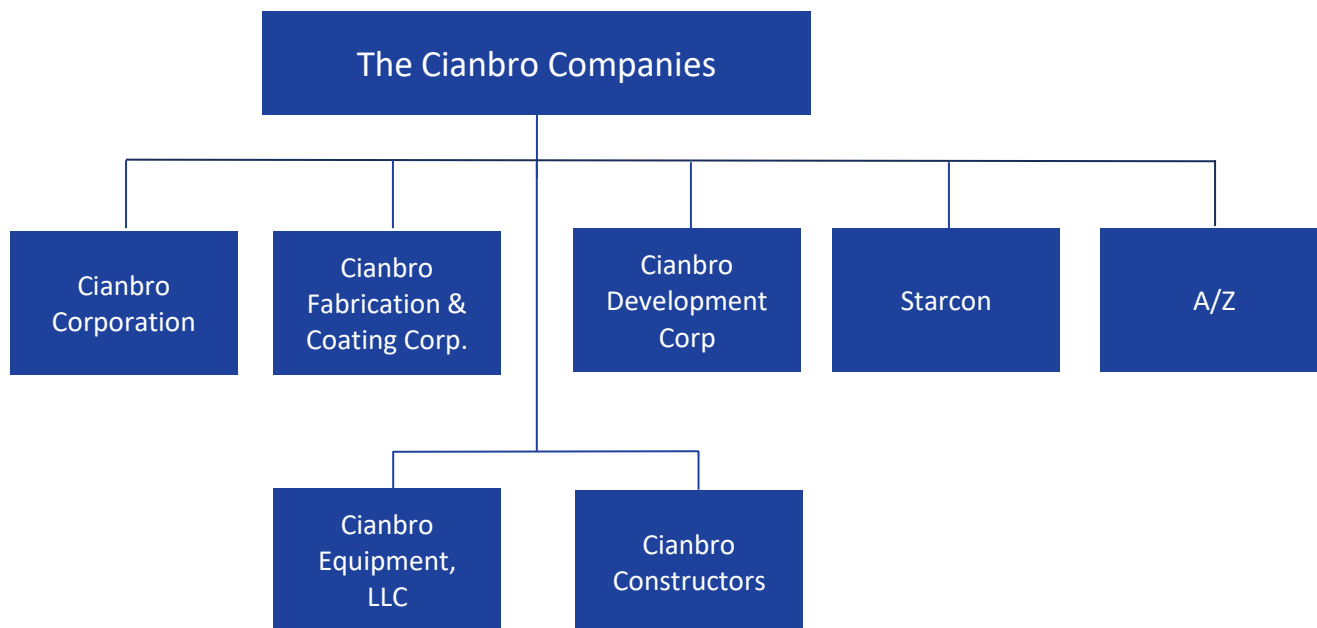 The Cianbro Companies
Cianbro
Corporation
Cianbro
Fabrication &
Coating Corp.
Cianbro
Development
Corp
Starcon
A/Z
Cianbro
Equipment,
LLC
Cianbro
Constructors